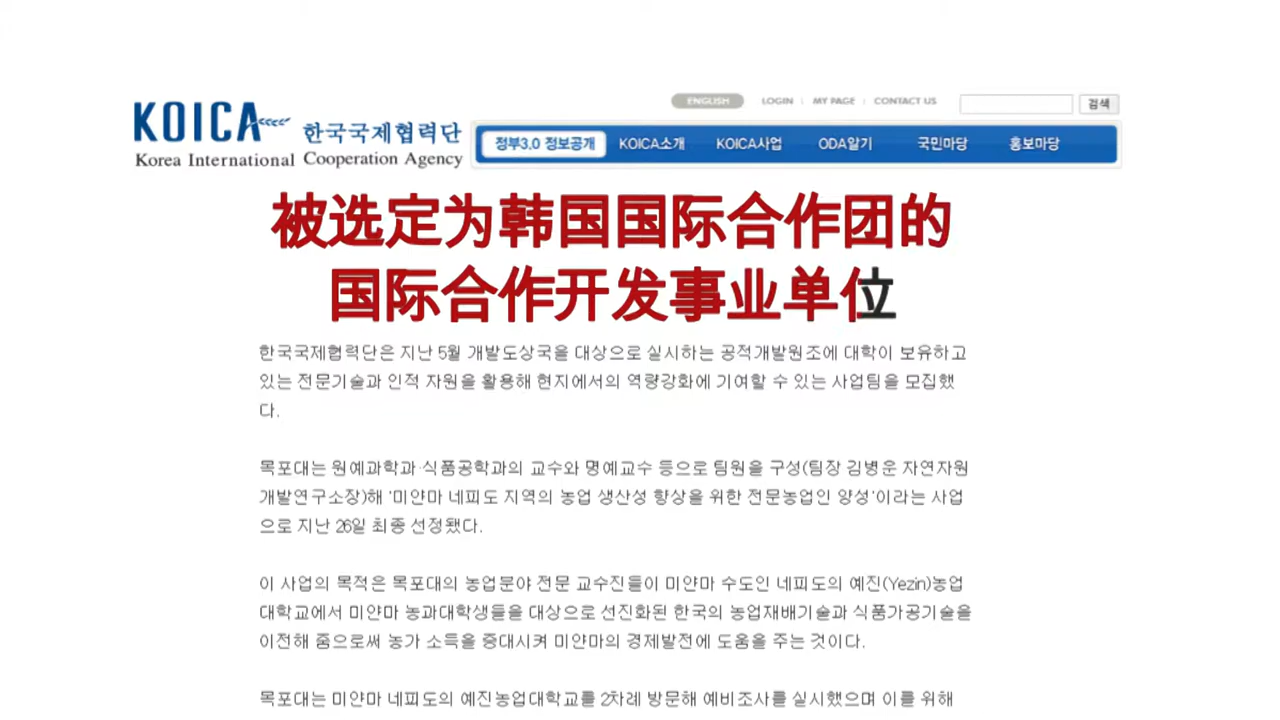 ENGLISH LOGIN MY PAGE CONTACT US 검색
KOICA 한국국제협력단
Korea International Cooperation Agency
정부3.0 정보공개 KOICA소개 KOICA사업 ODA알기 국민마당 홍보마당
被选定为韩国国际合作团的
国际合作开发事业单位
한국국제협력단은 지난 5월 개발도상국을 대상으로 실시하는 공적개발원조에 대학이 보유하고
있는 전문기술과 인적 자원을 활용해 현지에서의 역량강화에 기여할 수 있는 사업팀을 모집했
다.
목포대는 원예과학과·식품공학과의 교수와 명예교수 등으로 팀원을 구성(팀장 김병운 자연자원
개발연구소장)해 '미얀마 네피도 지역의 농업 생산성 향상을 위한 전문농업인 양성'이라는 사업
으로 지난 26일 최종 선정됐다.
이 사업의 목적은 목포대의 농업분야 전문 교수진들이 미얀마 수도인 네피도의 예진(Yezin)농업
대학교에서 미얀마 농과대학생들을 대상으로 선진화된 한국의 농업재배기술과 식품가공기술을
이전해 줌으로써 농가 소득을 증대시켜 미얀마의 경제발전에 도움을 주는 것이다.
목포대는 미얀마 네피도의 예진농업대학교를 2차례 방문해 예비조사를 실시했으며 이를 위해